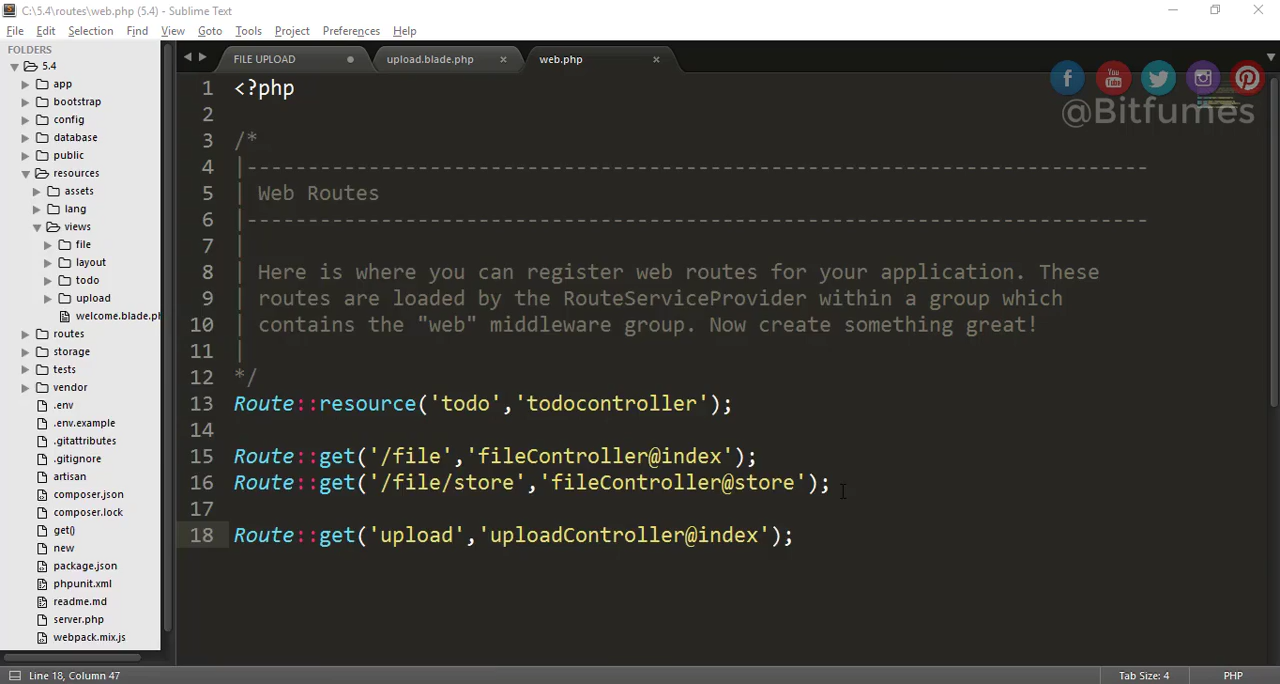 C:\5.4\routes\web.php (5.4) - Sublime Text
File Edit Selection Find View Goto Tools Project Preferences Help
FOLDERS
5.4
app
bootstrap
config
database
public
resources
assets
lang
views
file
layout
todo
upload
welcome.blade.ph
routes
storage
tests
vendor
.env
.env.example
.gitattributes
.gitignore
artisan
composer.json
composer.lock
get()
new
package.json
phpunit.xml
readme.md
server.php
webpack.mix.js
FILE UPLOAD upload.blade.php web.php
You Tube
@Bitfumes
1 <?php
2
3 /*
4 |--------------------------------------------------------------------------
5 | Web Routes
6 |--------------------------------------------------------------------------
7 |
8 | Here is where you can register web routes for your application. These
9 | routes are loaded by the RouteServiceProvider within a group which
10 | contains the "web" middleware group. Now create something great!
11 |
12 */
13 Route::resource('todo','todocontroller');
14
15 Route::get('/file','fileController@index');
16 Route::get('/file/store','fileController@store');
17
18 Route::get('upload','uploadController@index');
Line 18, Column 47 Tab Size: 4 PHP